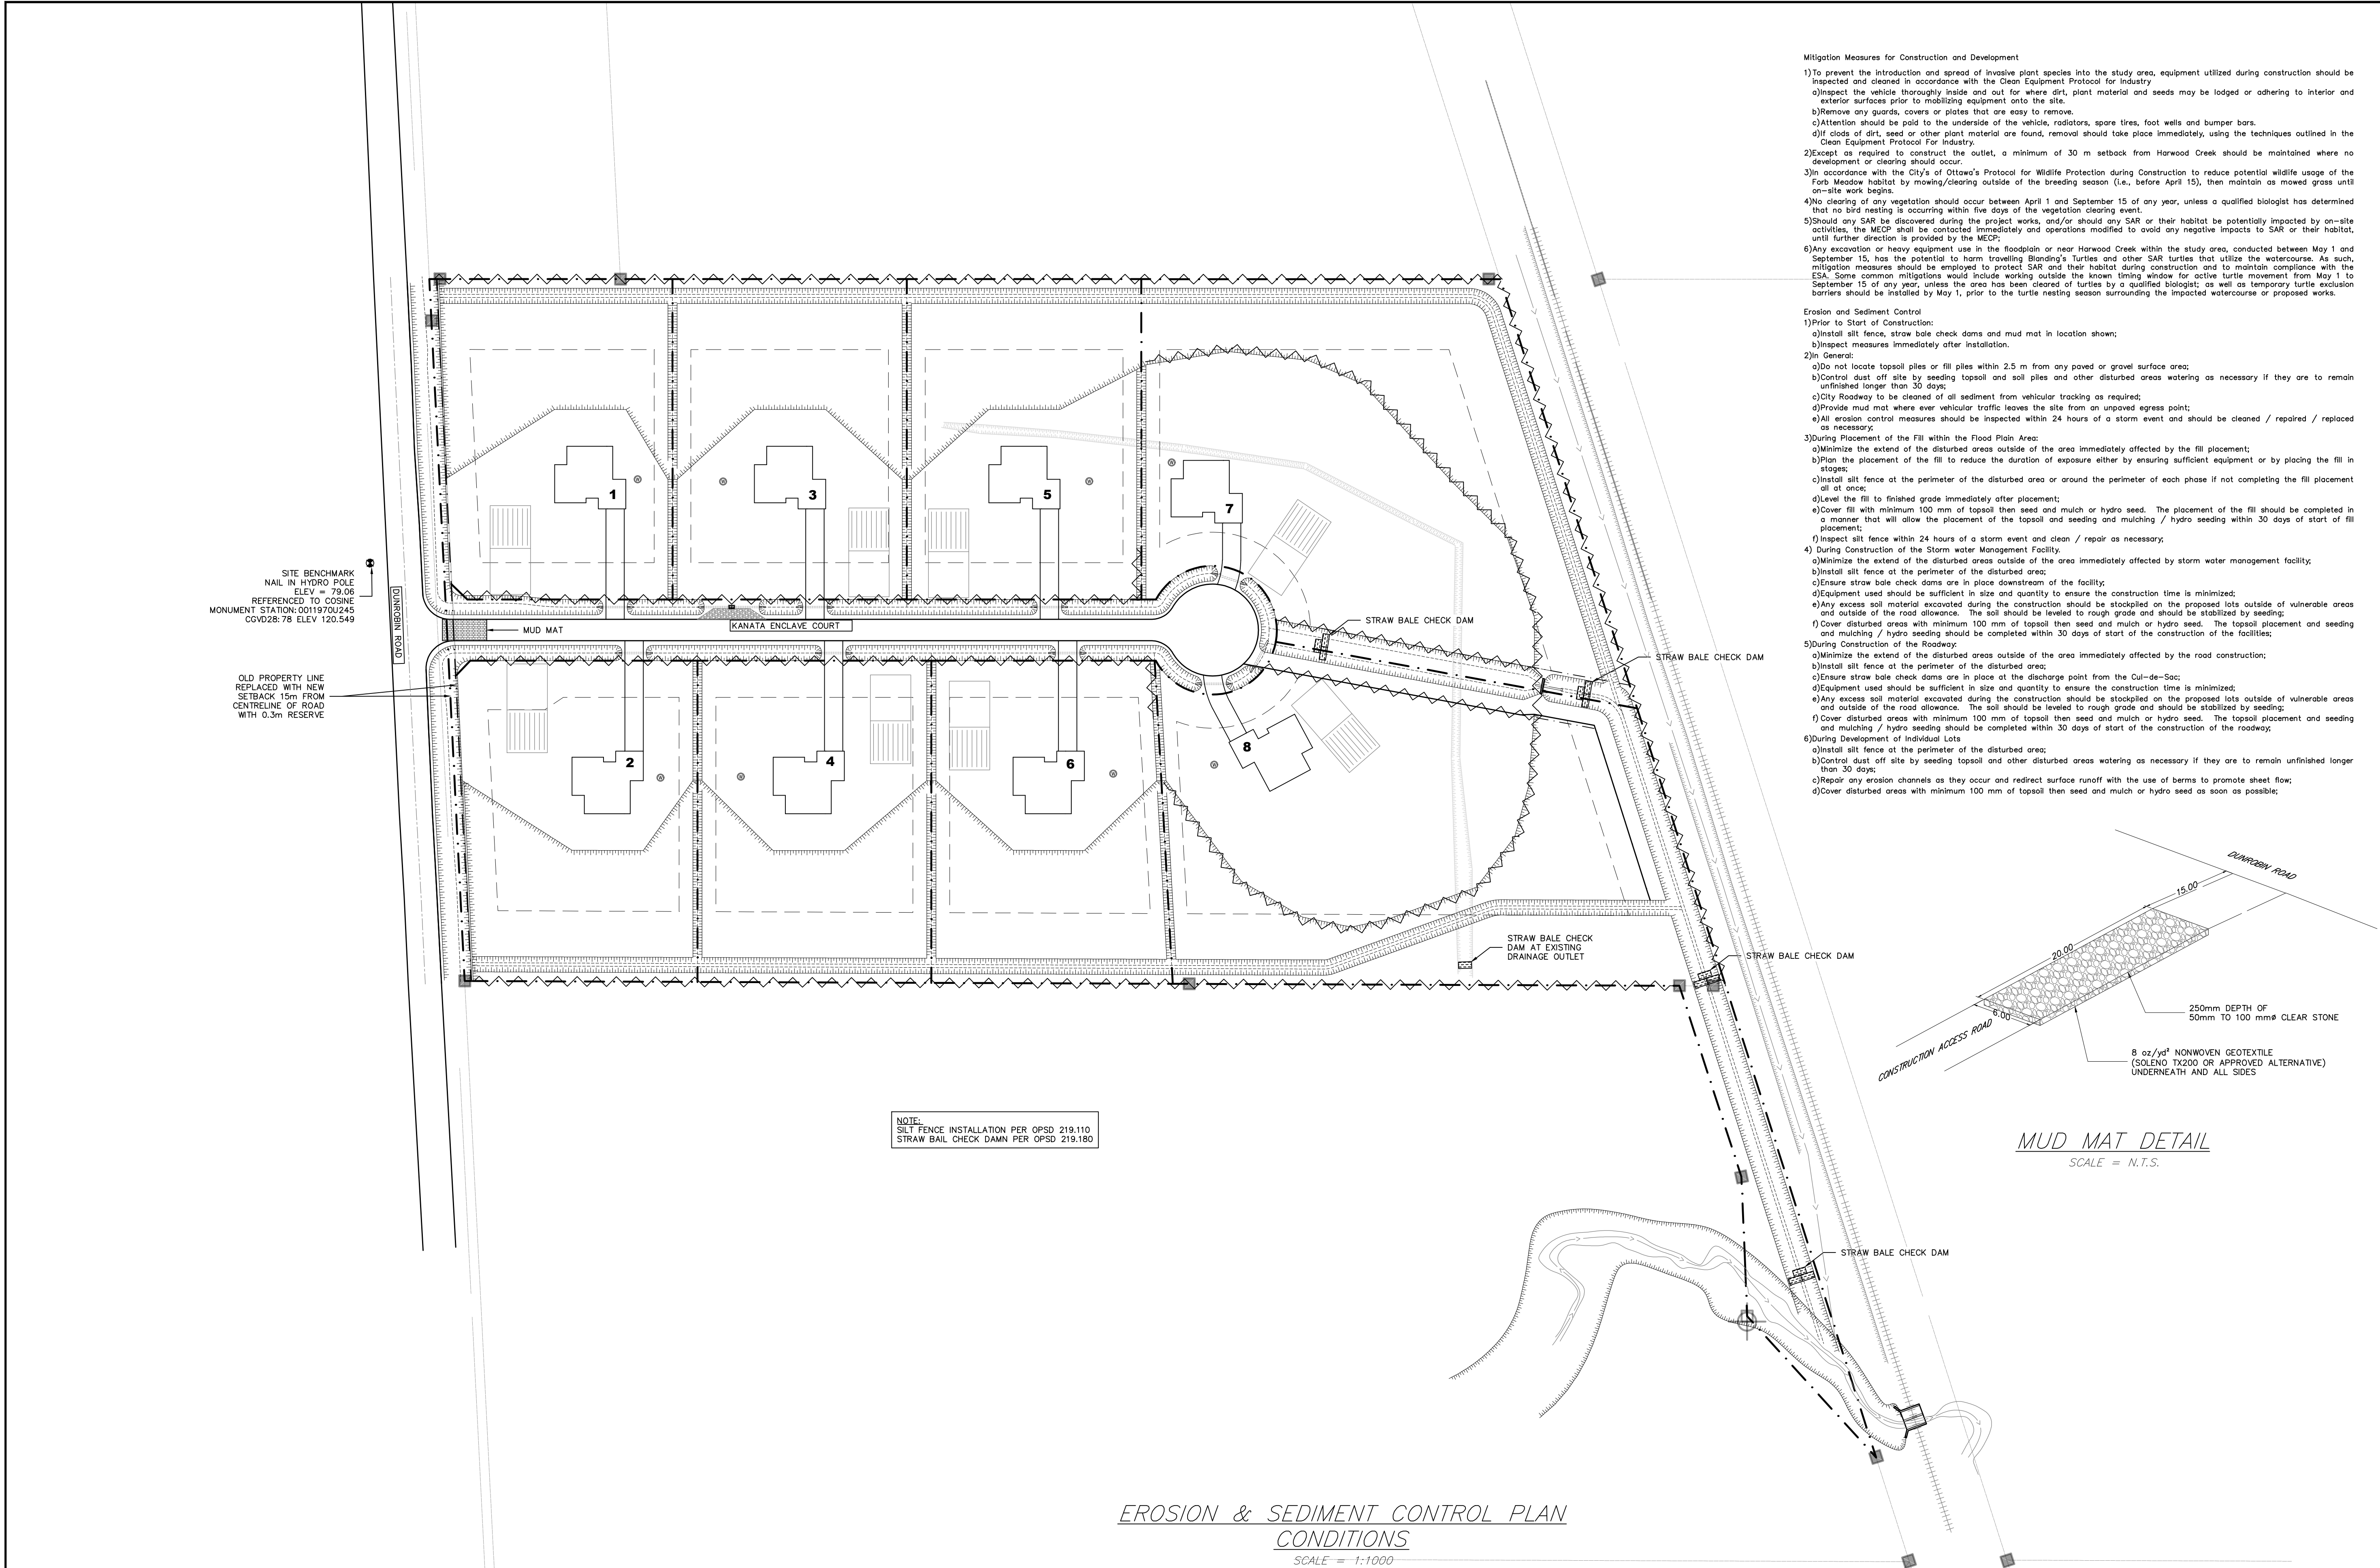 Mitigation Measures for Construction and Development
1)To prevent the introduction and spread of invasive plant species into the study area, equipment utilized during construction should be
inspected and cleaned in accordance with the Clean Equipment Protocol for Industry
a)Inspect the vehicle thoroughly inside and out for where dirt, plant material and seeds may be lodged or adhering to interior and
exterior surfaces prior to mobilizing equipment onto the site.
b)Remove any guards, covers or plates that are easy to remove.
c)Attention should be paid to the underside of the vehicle, radiators, spare tires, foot wells and bumper bars.
d)If clods of dirt, seed or other plant material are found, removal should take place immediately, using the techniques outlined in the
Clean Equipment Protocol For Industry.
2)Except as required to construct the outlet, a minimum of 30 m setback from Harwood Creek should be maintained where no
development or clearing should occur.
3)In accordance with the City's of Ottawa's Protocol for Wildlife Protection during Construction to reduce potential wildlife usage of the
Forb Meadow habitat by mowing/clearing outside of the breeding season (i.e., before April 15), then maintain as mowed grass until
on-site work begins.
4)No clearing of any vegetation should occur between April 1 and September 15 of any year, unless a qualified biologist has determined
that no bird nesting is occurring within five days of the vegetation clearing event.
5)Should any SAR be discovered during the project works, and/or should any SAR or their habitat be potentially impacted by on-site
activities, the MECP shall be contacted immediately and operations modified to avoid any negative impacts to SAR or their habitat,
until further direction is provided by the MECP;
6)Any excavation or heavy equipment use in the floodplain or near Harwood Creek within the study area, conducted between May 1 and
September 15, has the potential to harm travelling Blanding's Turtles and other SAR turtles that utilize the watercourse. As such,
mitigation measures should be employed to protect SAR and their habitat during construction and to maintain compliance with the
ESA. Some common mitigations would include working outside the known timing window for active turtle movement from May 1 to
September 15 of any year, unless the area has been cleared of turtles by a qualified biologist; as well as temporary turtle exclusion
barriers should be installed by May 1, prior to the turtle nesting season surrounding the impacted watercourse or proposed works.
Erosion and Sediment Control
1)Prior to Start of Construction:
a)Install silt fence, straw bale check dams and mud mat in location shown;
b)Inspect measures immediately after installation.
2)In General:
a)Do not locate topsoil piles or fill piles within 2.5 m from any paved or gravel surface area;
b)Control dust off site by seeding topsoil and soil piles and other disturbed areas watering as necessary if they are to remain
unfinished longer than 30 days;
c)City Roadway to be cleaned of all sediment from vehicular tracking as required;
d)Provide mud mat where ever vehicular traffic leaves the site from an unpaved egress point;
e)All erosion control measures should be inspected within 24 hours of a storm event and should be cleaned / repaired / replaced
as necessary;
3)During Placement of the Fill within the Flood Plain Area:
a)Minimize the extend of the disturbed areas outside of the area immediately affected by the fill placement;
b)Plan the placement of the fill to reduce the duration of exposure either by ensuring sufficient equipment or by placing the fill in
stages;
c)Install silt fence at the perimeter of the disturbed area or around the perimeter of each phase if not completing the fill placement
all at once;
d)Level the fill to finished grade immediately after placement;
e)Cover fill with minimum 100 mm of topsoil then seed and mulch or hydro seed. The placement of the fill should be completed in
a manner that will allow the placement of the topsoil and seeding and mulching / hydro seeding within 30 days of start of fill
placement;
f) Inspect silt fence within 24 hours of a storm event and clean / repair as necessary;
4) During Construction of the Storm water Management Facility.
a)Minimize the extend of the disturbed areas outside of the area immediately affected by storm water management facility;
b)Install silt fence at the perimeter of the disturbed area;
c)Ensure straw bale check dams are in place downstream of the facility;
d)Equipment used should be sufficient in size and quantity to ensure the construction time is minimized;
e)Any excess soil material excavated during the construction should be stockpiled on the proposed lots outside of vulnerable areas
and outside of the road allowance. The soil should be leveled to rough grade and should be stabilized by seeding;
f) Cover disturbed areas with minimum 100 mm of topsoil then seed and mulch or hydro seed. The topsoil placement and seeding
and mulching / hydro seeding should be completed within 30 days of start of the construction of the facilities;
5)During Construction of the Roadway:
a)Minimize the extend of the disturbed areas outside of the area immediately affected by the road construction;
b)Install silt fence at the perimeter of the disturbed area;
c)Ensure straw bale check dams are in place at the discharge point from the Cul-de-Sac;
d)Equipment used should be sufficient in size and quantity to ensure the construction time is minimized;
e)Any excess soil material excavated during the construction should be stockpiled on the proposed lots outside of vulnerable areas
and outside of the road allowance. The soil should be leveled to rough grade and should be stabilized by seeding;
f) Cover disturbed areas with minimum 100 mm of topsoil then seed and mulch or hydro seed. The topsoil placement and seeding
and mulching / hydro seeding should be completed within 30 days of start of the construction of the roadway;
6)During Development of Individual Lots
a)Install silt fence at the perimeter of the disturbed area;
b)Control dust off site by seeding topsoil and other disturbed areas watering as necessary if they are to remain unfinished longer
than 30 days;
c)Repair any erosion channels as they occur and redirect surface runoff with the use of berms to promote sheet flow;
d)Cover disturbed areas with minimum 100 mm of topsoil then seed and mulch or hydro seed as soon as possible;
1
3
5
7
SITE BENCHMARK
NAIL IN HYDRO POLE
ELEV = 79.06
REFERENCED TO COSINE
MONUMENT STATION:0011970U245
CGVD28:78 ELEV 120.549
DUNROBIN ROAD
MUD MAT
KANATA ENCLAVE COURT
STRAW BALE CHECK DAM
STRAW BALE CHECK DAM
OLD PROPERTY LINE
REPLACED WITH NEW
SETBACK 15m FROM
CENTRELINE OF ROAD
WITH 0.3m RESERVE
2
4
6
8
STRAW BALE CHECK
DAM AT EXISTING
DRAINAGE OUTLET
STRAW BALE CHECK DAM
STRAW BALE CHECK DAM
DUNROBIN ROAD
15.00
20.00
6.00
CONSTRUCTION ACCESS ROAD
250mm DEPTH OF
50mm TO 100 mmø CLEAR STONE
8 oz/yd² NONWOVEN GEOTEXTILE
(SOLENO TX200 OR APPROVED ALTERNATIVE)
UNDERNEATH AND ALL SIDES
MUD MAT DETAIL
SCALE = N.T.S.
NOTE:
SILT FENCE INSTALLATION PER OPSD 219.110
STRAW BAIL CHECK DAMN PER OPSD 219.180
EROSION & SEDIMENT CONTROL PLAN
CONDITIONS
SCALE = 1:1000